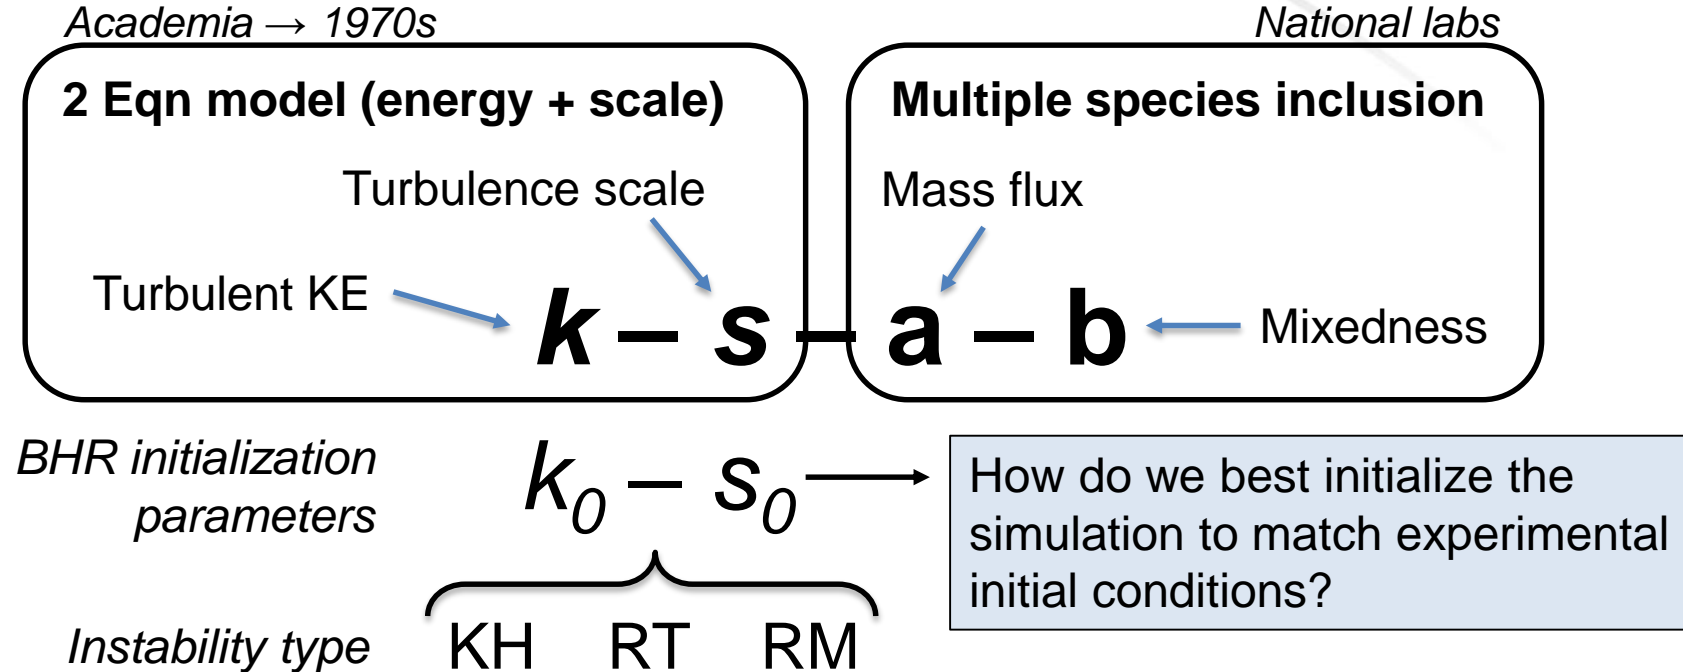 Academia → 1970s
National labs
2 Eqn model (energy + scale)
Multiple species inclusion
Turbulence scale
Mass flux
Turbulent KE
k – s – a – b
Mixedness
BHR initialization
parameters
k0 – s0
How do we best initialize the
simulation to match experimental
initial conditions?
Instability type
KH RT RM